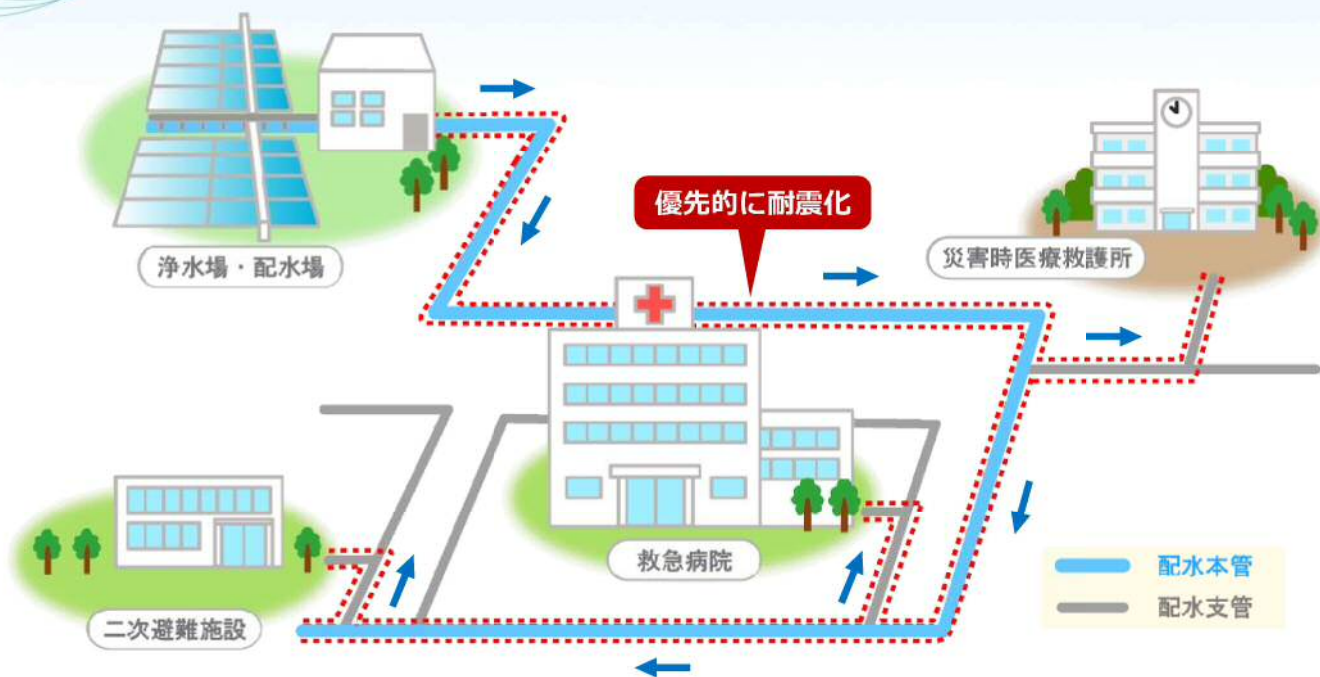 浄水場・配水場
優先的に耐震化
災害時医療救護所
救急病院
二次避難施設
配水本管
配水支管